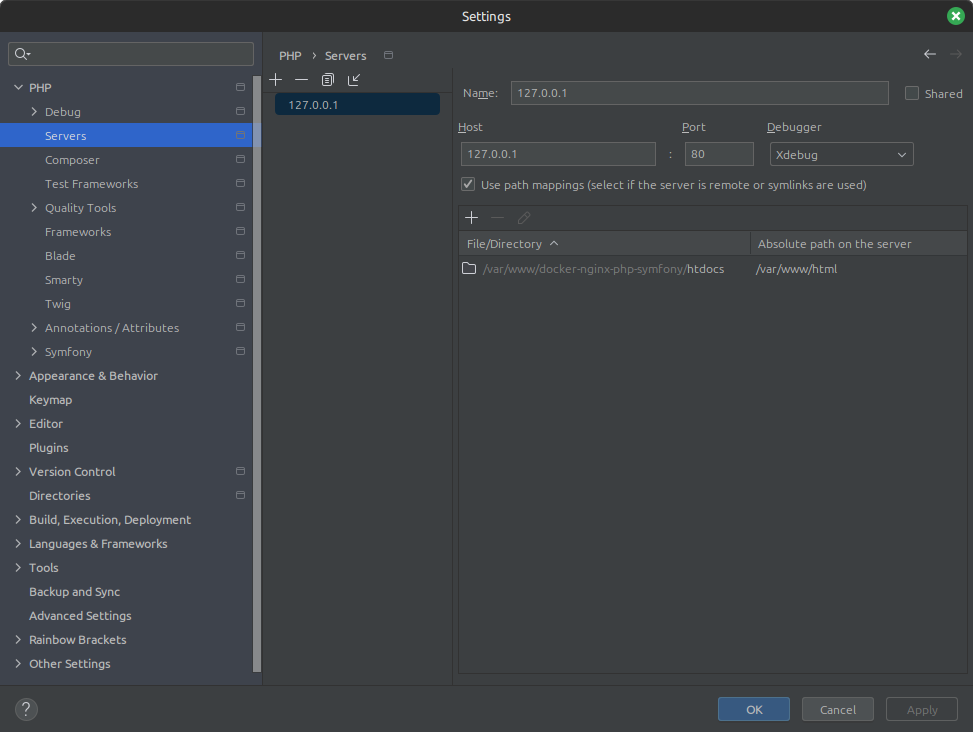 Settings
PHP
Debug
Servers
Composer
Test Frameworks
Quality Tools
Frameworks
Blade
Smarty
Twig
Annotations / Attributes
Symfony
Appearance & Behavior
Keymap
Editor
Plugins
Version Control
Directories
Build, Execution, Deployment
Languages & Frameworks
Tools
Backup and Sync
Advanced Settings
Rainbow Brackets
Other Settings
PHP › Servers
127.0.0.1
Name: 127.0.0.1 Shared
Host Port Debugger
127.0.0.1 : 80 Xdebug
Use path mappings (select if the server is remote or symlinks are used)
File/Directory Absolute path on the server
/var/www/docker-nginx-php-symfony/htdocs /var/www/html
? OK Cancel Apply